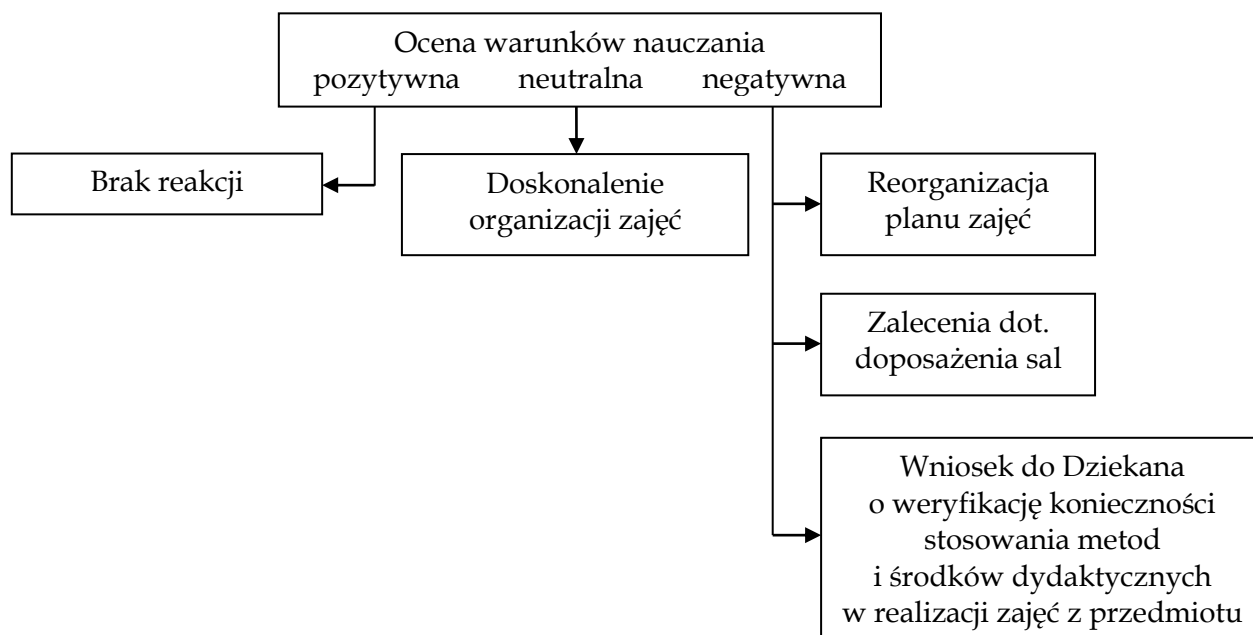 Ocena warunków nauczania
pozytywna neutralna negatywna
Brak reakcji
Doskonalenie
organizacji zajęć
Reorganizacja
planu zajęć
Zalecenia dot.
doposażenia sal
Wniosek do Dziekana
o weryfikację konieczności
stosowania metod
i środków dydaktycznych
w realizacji zajęć z przedmiotu